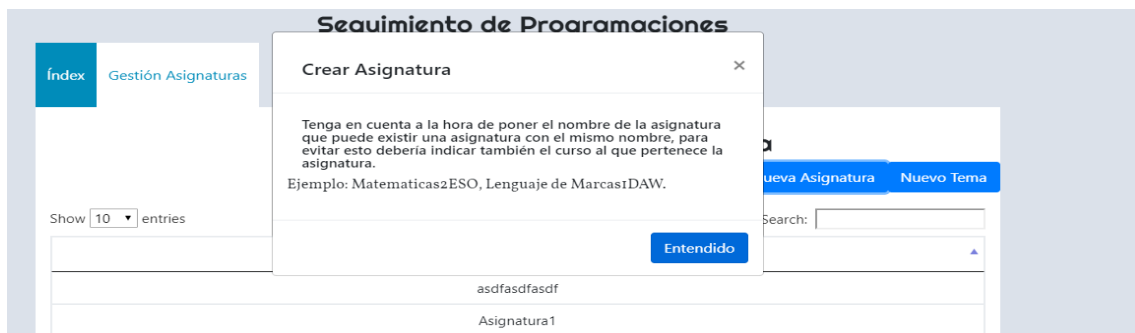 Seguimiento de Programaciones
Índex
Gestión Asignaturas
Crear Asignatura
×
Tenga en cuenta a la hora de poner el nombre de la asignatura
que puede existir una asignatura con el mismo nombre, para
evitar esto debería indicar también el curso al que pertenece la
asignatura.
Ejemplo: Matematicas2ESO, Lenguaje de Marcas1DAW.
Entendido
Nuevo Tema
Show 10 entries
Search:
asdfasdfasdf
Asignatura1